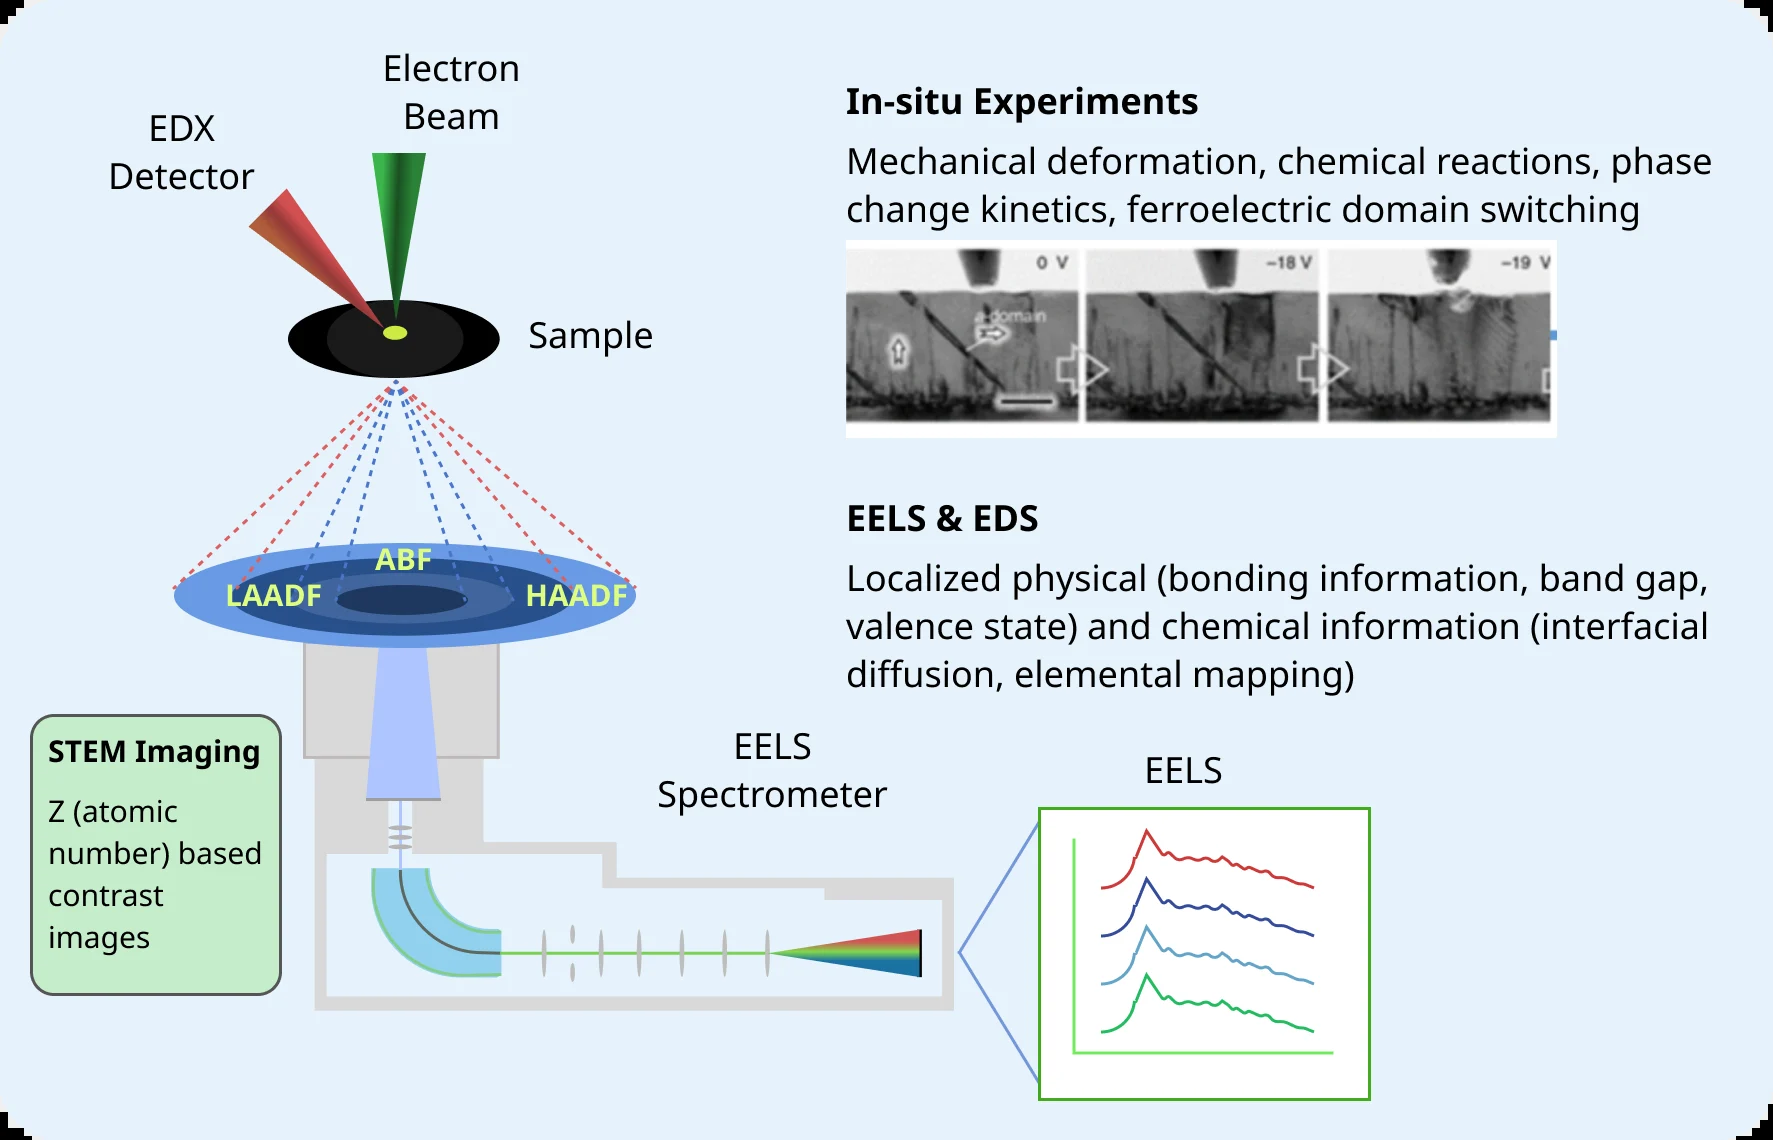 Electron
Beam
EDX
Detector
Sample
ABF
LAADF
HAADF
STEM Imaging
Z (atomic
number) based
contrast
images
EELS
Spectrometer
In-situ Experiments
Mechanical deformation, chemical reactions, phase
change kinetics, ferroelectric domain switching
0 V
a-domain
−18 V
−19 V
EELS & EDS
Localized physical (bonding information, band gap,
valence state) and chemical information (interfacial
diffusion, elemental mapping)
EELS